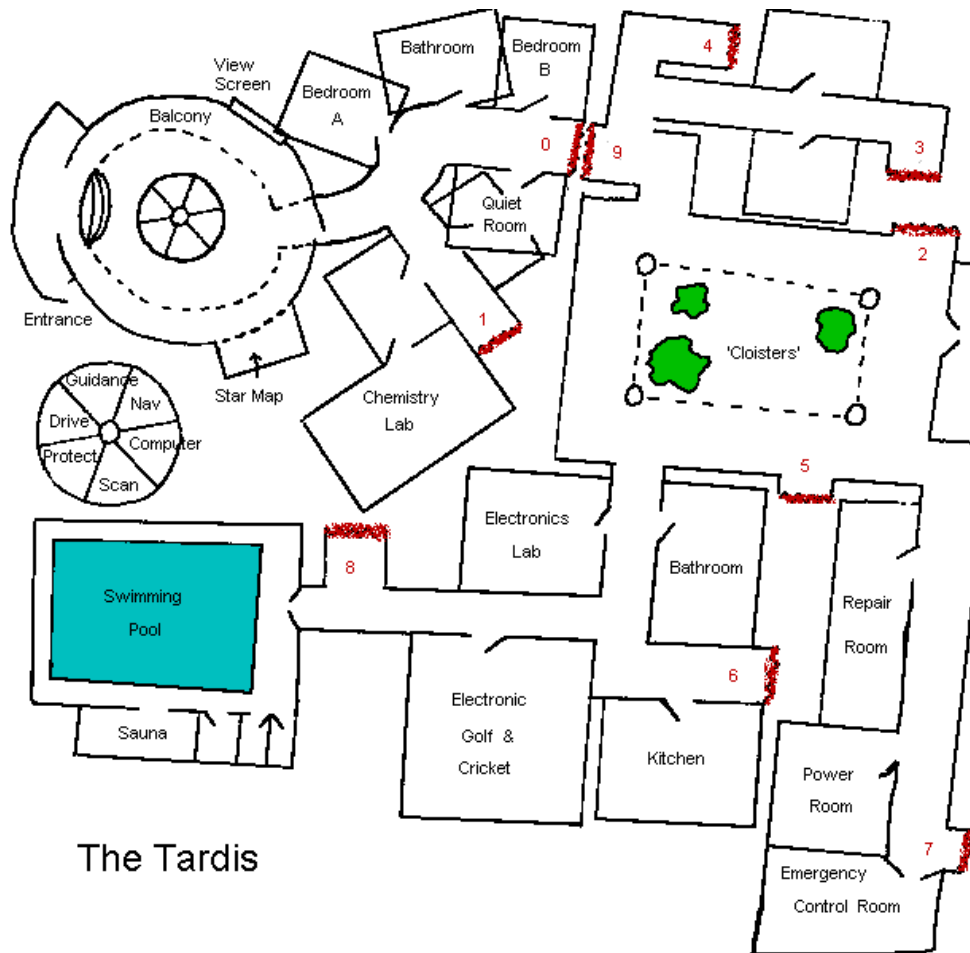 Bathroom
Bedroom
B
4
View
Screen
Bedroom
A
Balcony
0
9
3
Quiet
Room
2
Entrance
1
Star Map
'Cloisters'
Chemistry
Lab
Guidance
Nav
Drive
Computer
Protect
Scan
5
Electronics
Lab
8
Bathroom
Swimming
Pool
Repair
Room
6
Electronic
Golf &
Cricket
Sauna
Kitchen
Power
Room
7
Emergency
Control Room
The Tardis